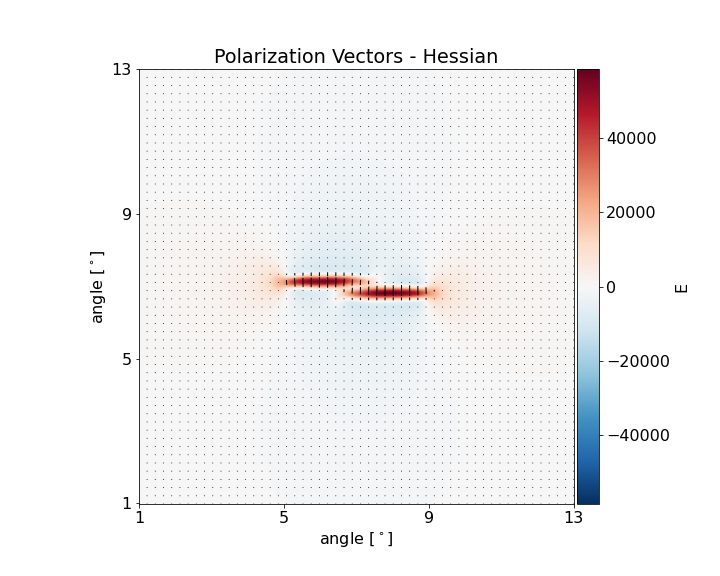 Polarization Vectors - Hessian
13
9
5
1
angle [°]
1 5 9 13
angle [°]
40000
20000
0
−20000
−40000
E